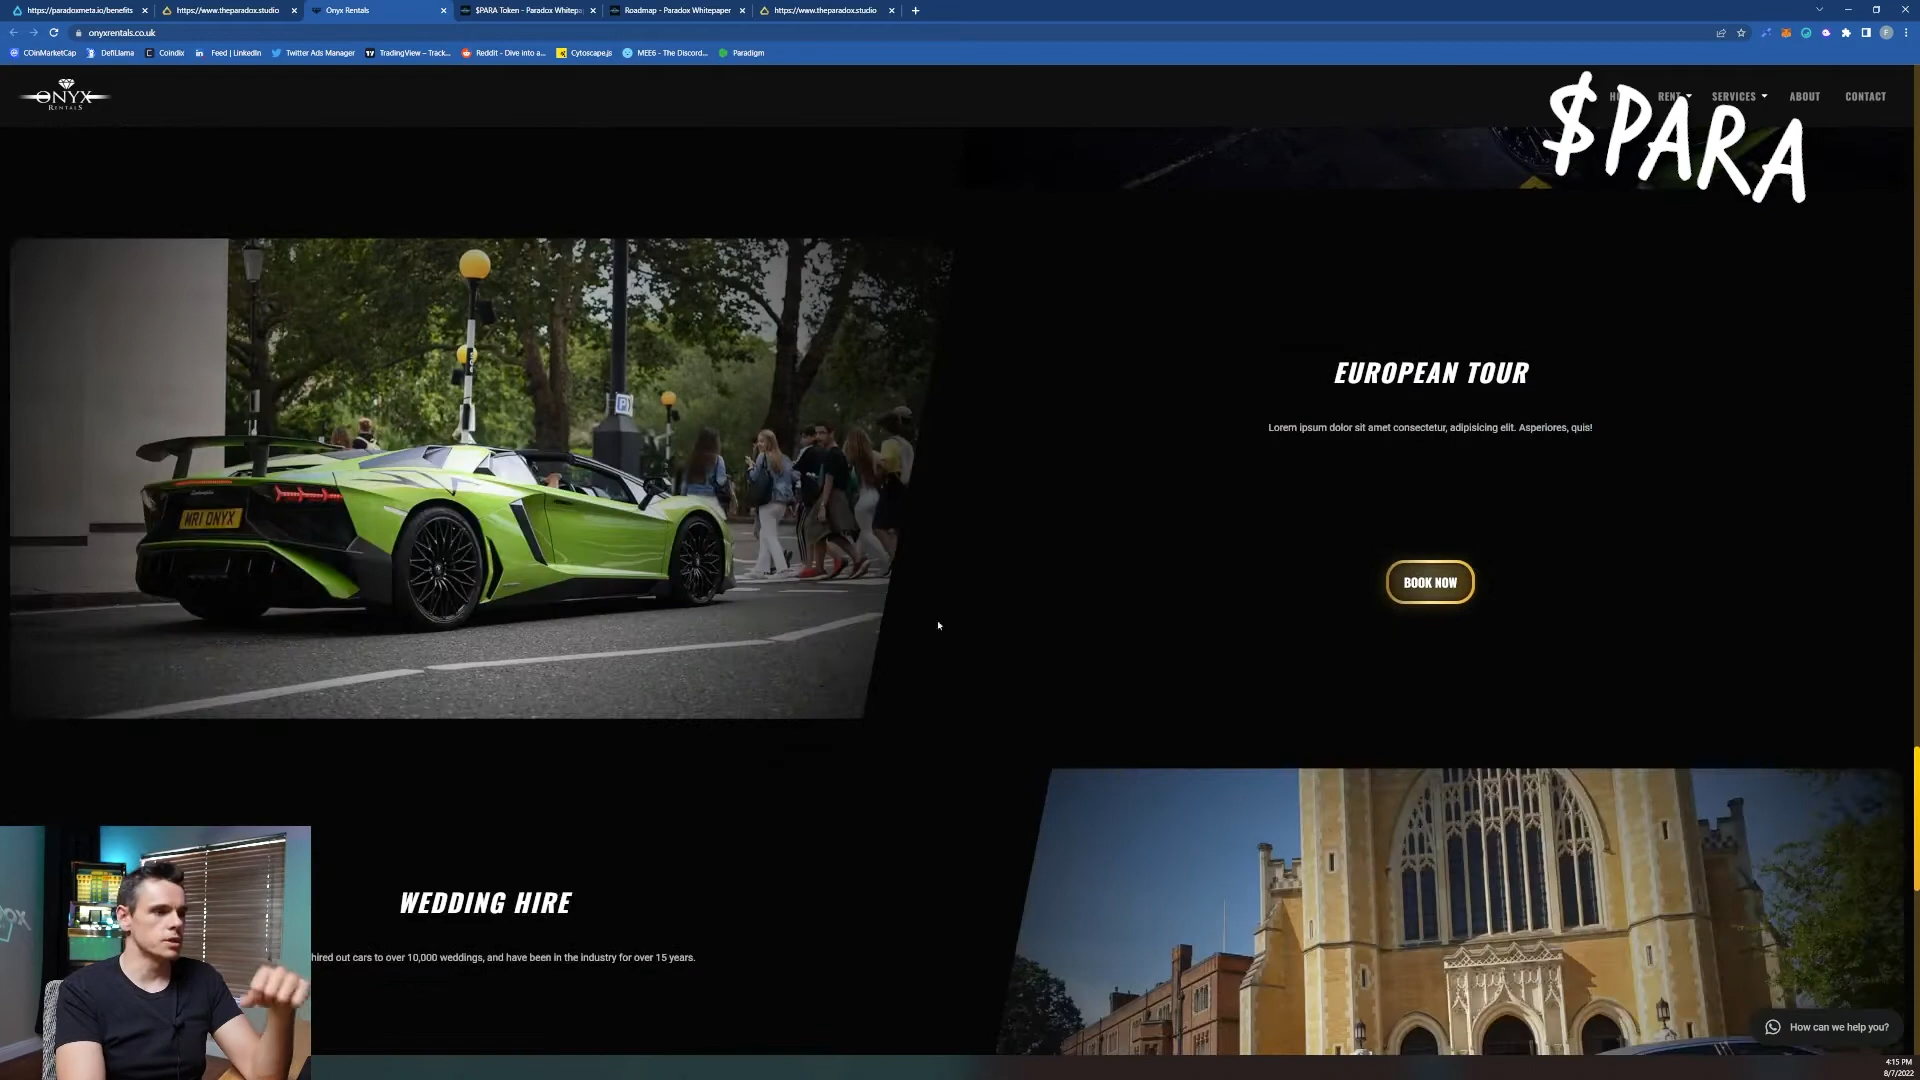 https://paradoxmeta.io/benefits
https://www.theparadox.studio
Onyx Rentals
$PARA Token - Paradox Whitepa
Roadmap - Paradox Whitepaper
https://www.theparadox.studio
onyxrentals.co.uk
F
COinMarketCap
DefiLlama
Coindix
Feed | LinkedIn
Twitter Ads Manager
TradingView – Track...
Reddit - Dive into a...
Cytoscape.js
MEE6 - The Discord...
Paradigm
ONYX
RENTALS
RENT
SERVICES
ABOUT
CONTACT
$PARA
P
MR1 ONYX
EUROPEAN TOUR
Lorem ipsum dolor sit amet consectetur, adipisicing elit. Asperiores, quis!
BOOK NOW
WEDDING HIRE
hired out cars to over 10,000 weddings, and have been in the industry for over 15 years.
How can we help you?
4:15 PM
8/7/2022